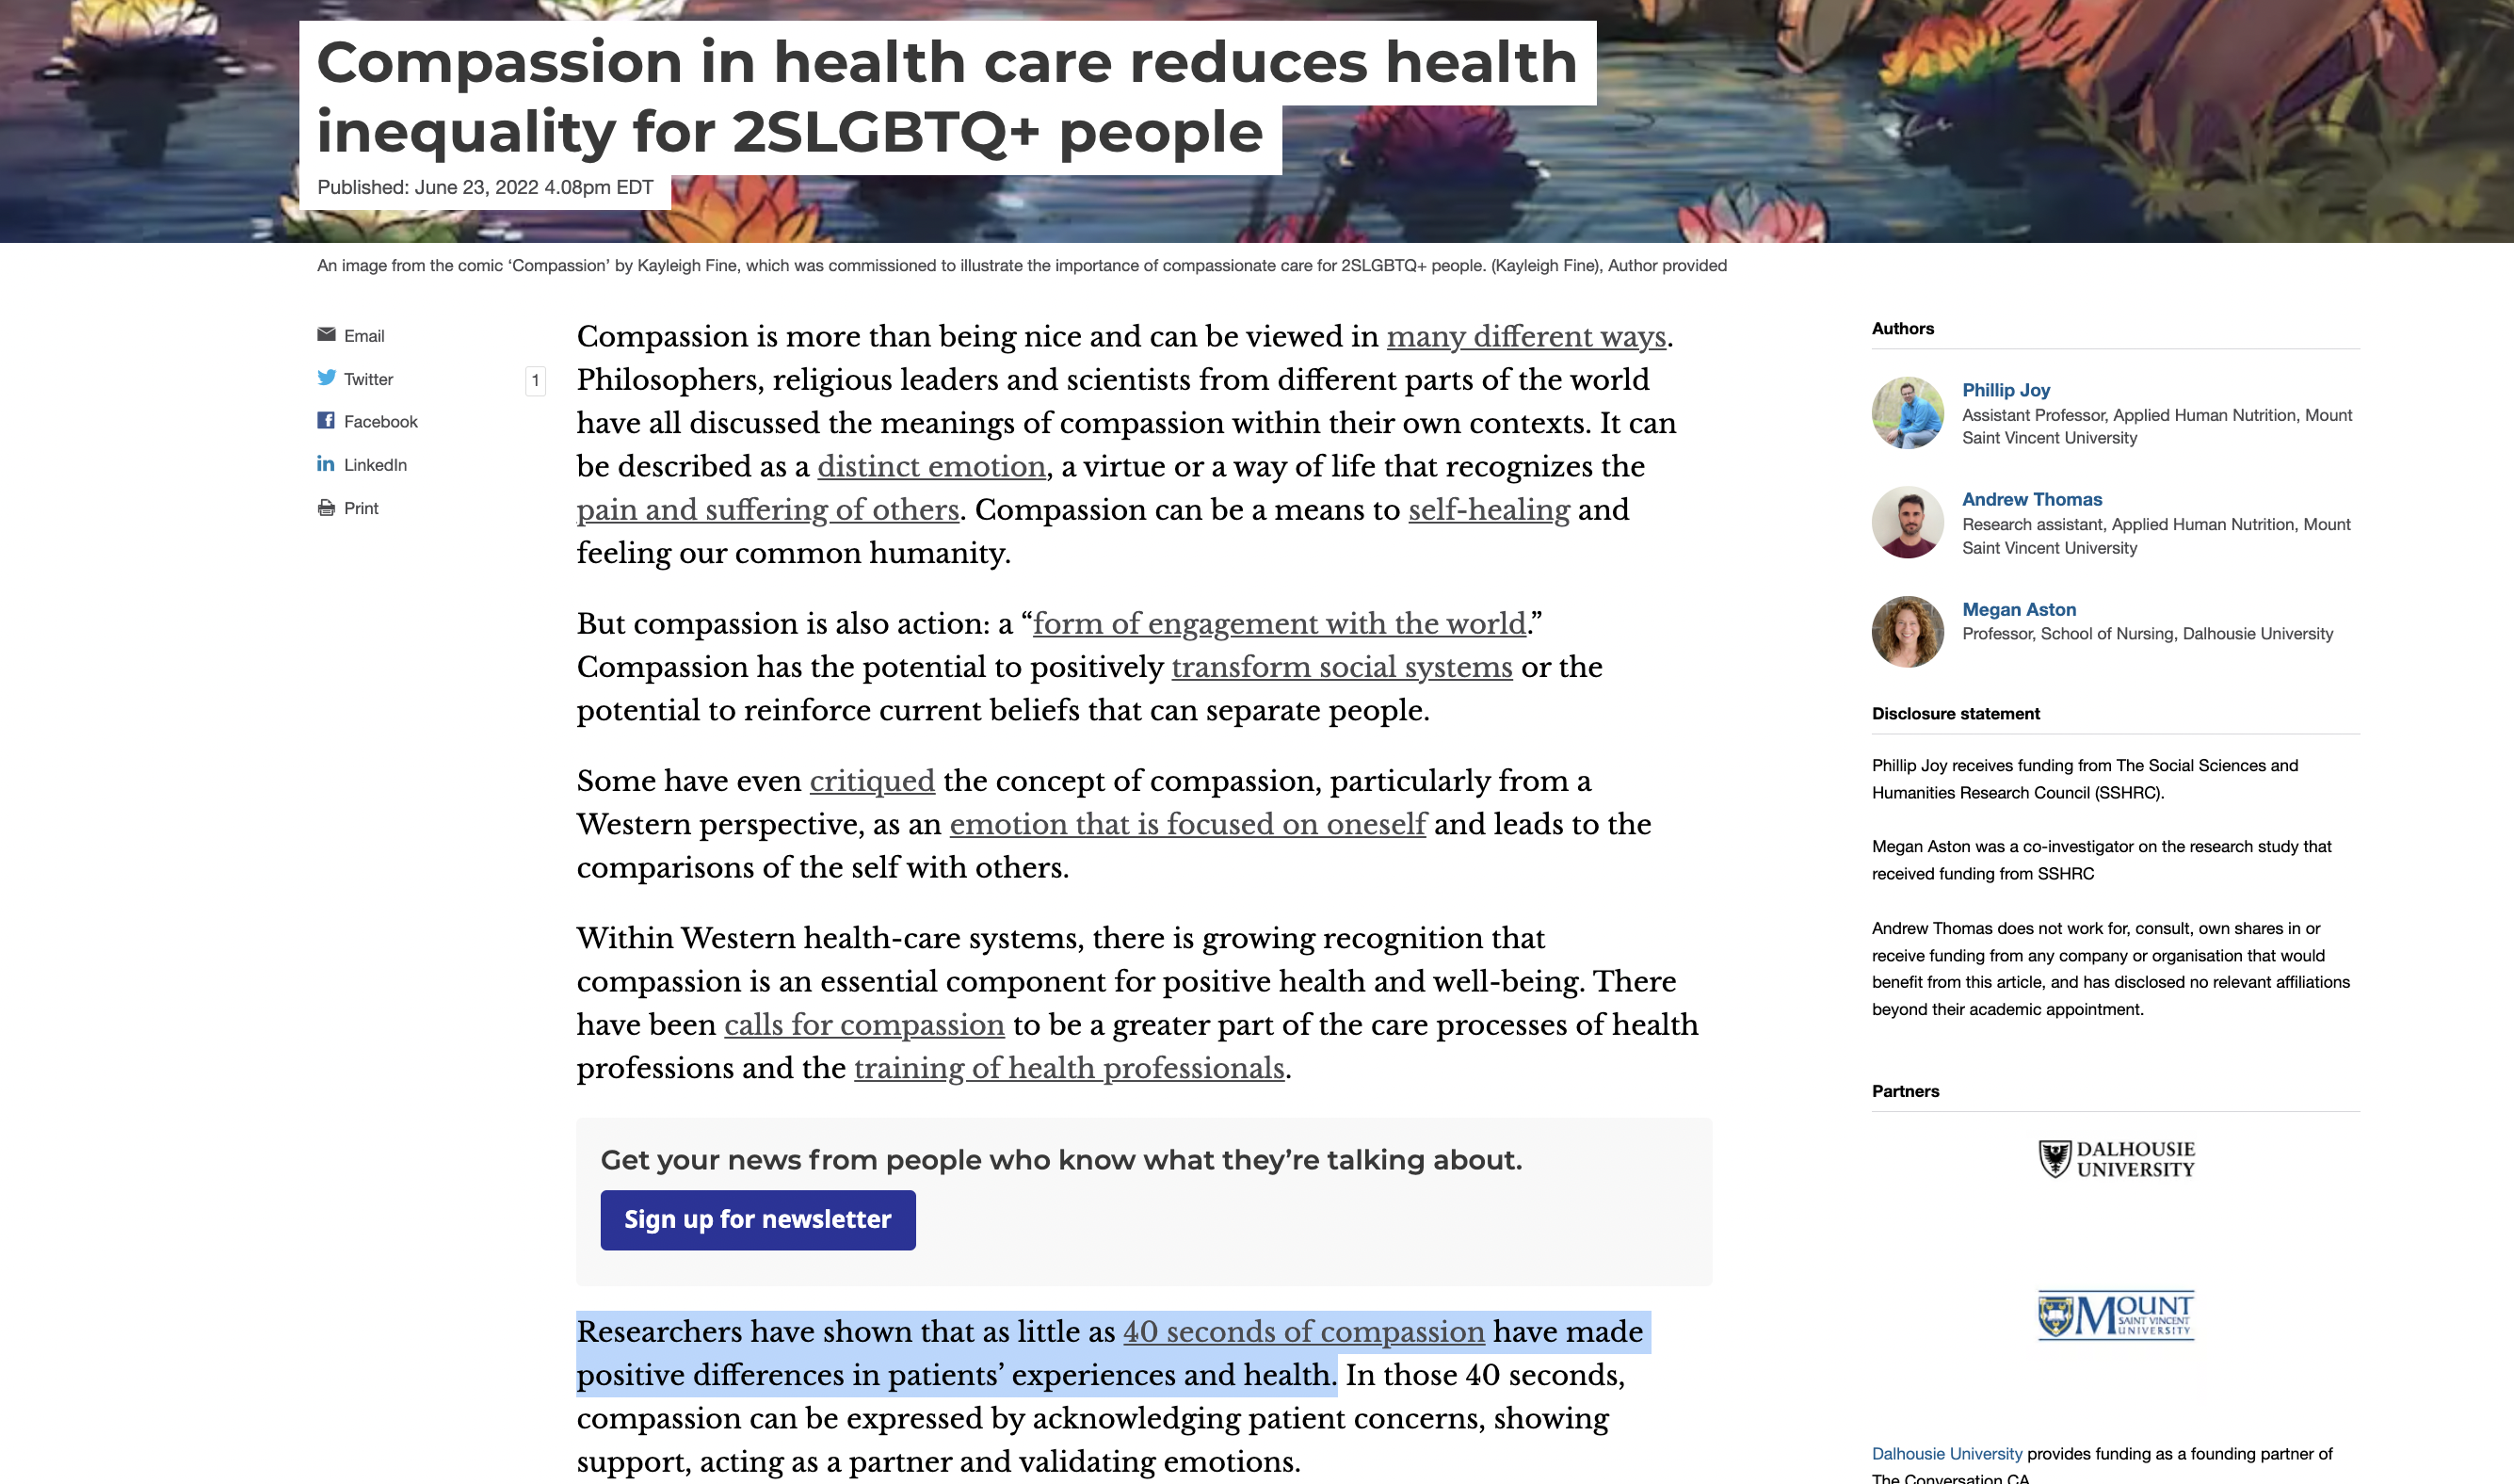 Compassion in health care reduces health
inequality for 2SLGBTQ+ people
Published: June 23, 2022 4.08pm EDT
An image from the comic ‘Compassion’ by Kayleigh Fine, which was commissioned to illustrate the importance of compassionate care for 2SLGBTQ+ people. (Kayleigh Fine), Author provided
Email
Twitter
1
Facebook
LinkedIn
Print
Compassion is more than being nice and can be viewed in many different ways.
Philosophers, religious leaders and scientists from different parts of the world
have all discussed the meanings of compassion within their own contexts. It can
be described as a distinct emotion, a virtue or a way of life that recognizes the
pain and suffering of others. Compassion can be a means to self-healing and
feeling our common humanity.
But compassion is also action: a “form of engagement with the world.”
Compassion has the potential to positively transform social systems or the
potential to reinforce current beliefs that can separate people.
Some have even critiqued the concept of compassion, particularly from a
Western perspective, as an emotion that is focused on oneself and leads to the
comparisons of the self with others.
Within Western health-care systems, there is growing recognition that
compassion is an essential component for positive health and well-being. There
have been calls for compassion to be a greater part of the care processes of health
professions and the training of health professionals.
Get your news from people who know what they’re talking about.
Sign up for newsletter
Researchers have shown that as little as 40 seconds of compassion have made
positive differences in patients’ experiences and health. In those 40 seconds,
compassion can be expressed by acknowledging patient concerns, showing
support, acting as a partner and validating emotions.
Authors
Phillip Joy
Assistant Professor, Applied Human Nutrition, Mount
Saint Vincent University
Andrew Thomas
Research assistant, Applied Human Nutrition, Mount
Saint Vincent University
Megan Aston
Professor, School of Nursing, Dalhousie University
Disclosure statement
Phillip Joy receives funding from The Social Sciences and
Humanities Research Council (SSHRC).
Megan Aston was a co-investigator on the research study that
received funding from SSHRC
Andrew Thomas does not work for, consult, own shares in or
receive funding from any company or organisation that would
benefit from this article, and has disclosed no relevant affiliations
beyond their academic appointment.
Partners
DALHOUSIE
UNIVERSITY
MOUNT
SAINT VINCENT
UNIVERSITY
Dalhousie University provides funding as a founding partner of
The Conversation CA